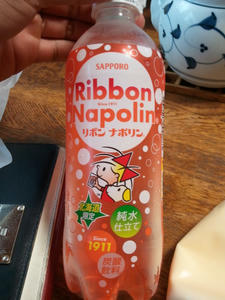 SAPPORO
Ribbon
Since 1911
Napolin
リボン ナポリン
北海道
限定
純水
仕立て
Since
1911
炭酸
飲料